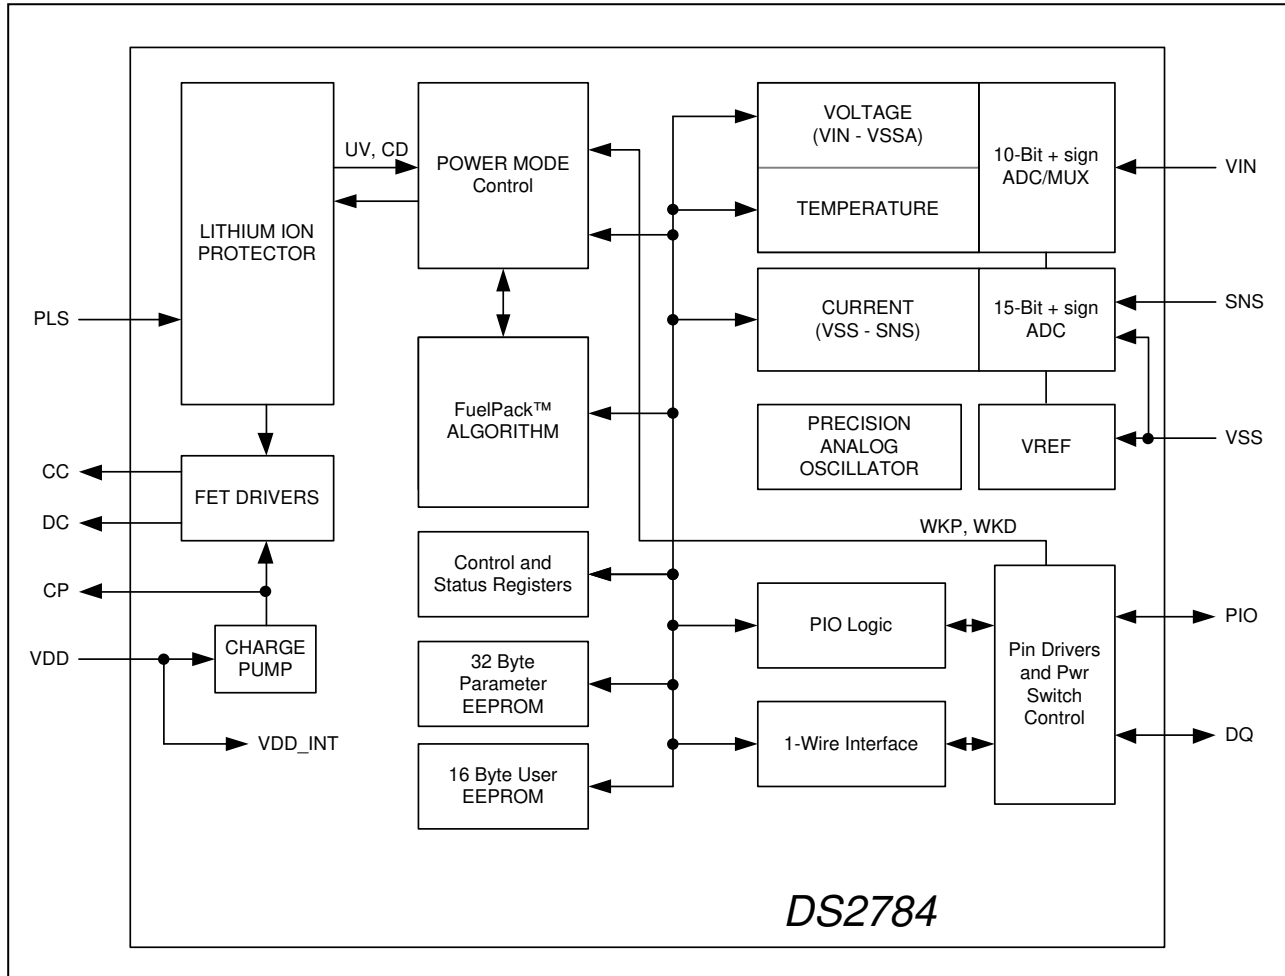 UV, CD
LITHIUM ION
PROTECTOR
POWER MODE
Control
VOLTAGE
(VIN - VSSA)
TEMPERATURE
10-Bit + sign
ADC/MUX
VIN
PLS
CURRENT
(VSS - SNS)
15-Bit + sign
ADC
SNS
FuelPack™
ALGORITHM
PRECISION
ANALOG
OSCILLATOR
VREF
VSS
CC
DC
FET DRIVERS
CP
WKP, WKD
Control and
Status Registers
PIO Logic
Pin Drivers
and Pwr
Switch
Control
PIO
VDD
CHARGE
PUMP
32 Byte
Parameter
EEPROM
VDD_INT
1-Wire Interface
DQ
16 Byte User
EEPROM
DS2784